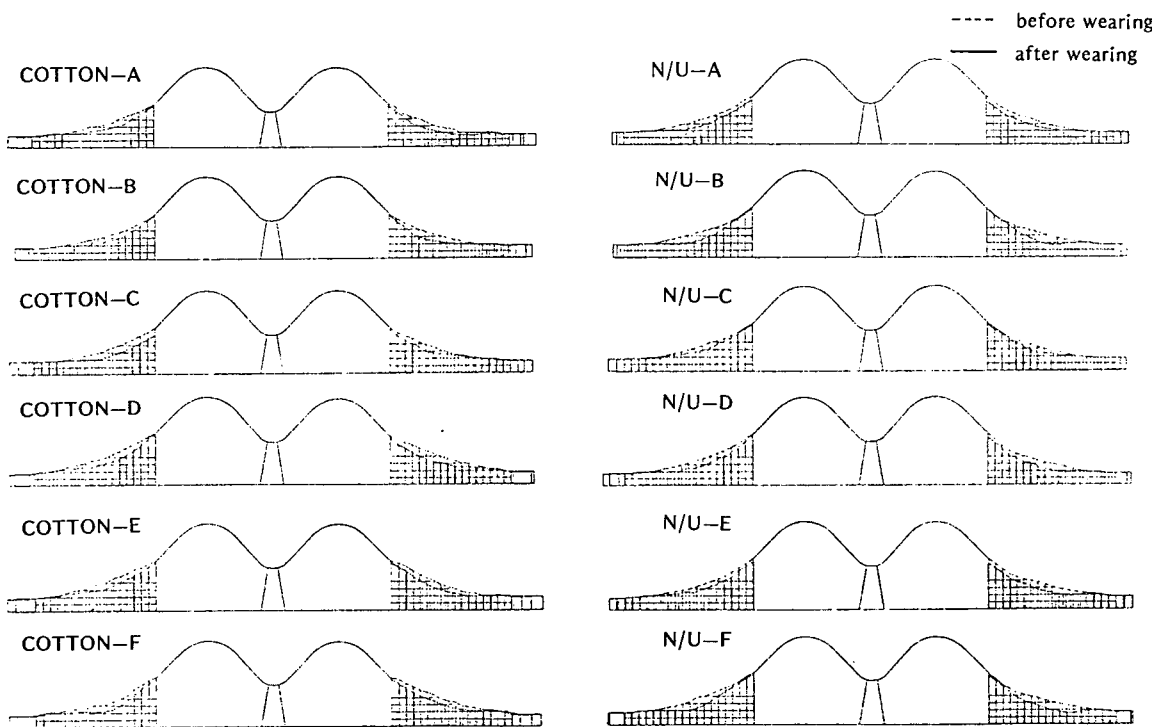 ---- before wearing
— after wearing
COTTON—A
N/U—A
COTTON—B
N/U—B
COTTON—C
N/U—C
COTTON—D
N/U—D
COTTON—E
N/U—E
COTTON—F
N/U—F